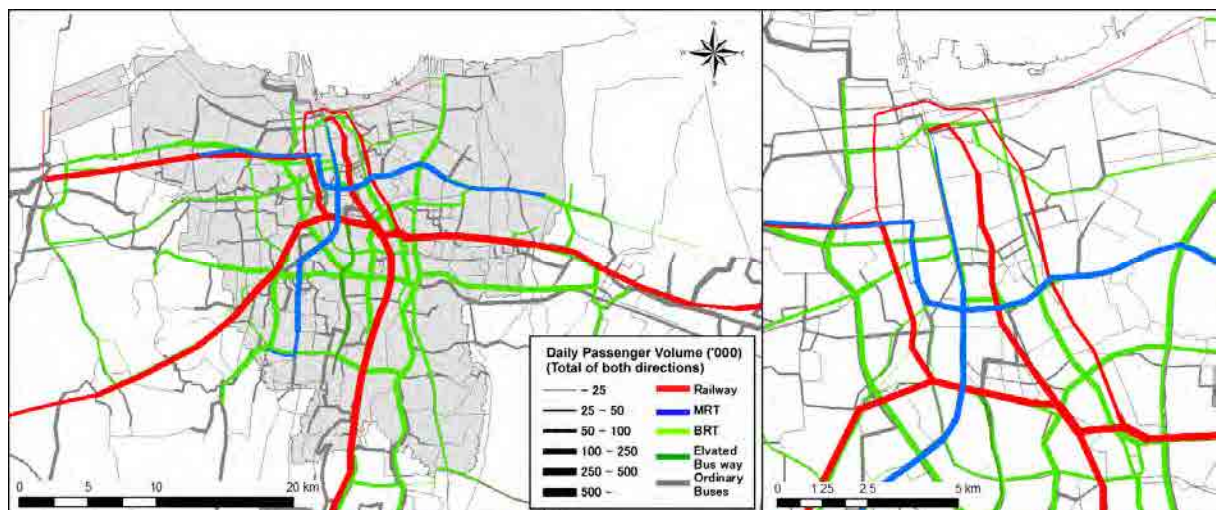 N
W
E
S
Daily Passenger Volume ('000)
(Total of both directions)
- 25
25 - 50
50 - 100
100 - 250
250 - 500
500 -
Railway
MRT
BRT
Elvated
Bus way
Ordinary
Buses
0 5 10 20 km
0 1.25 2.5 5 km